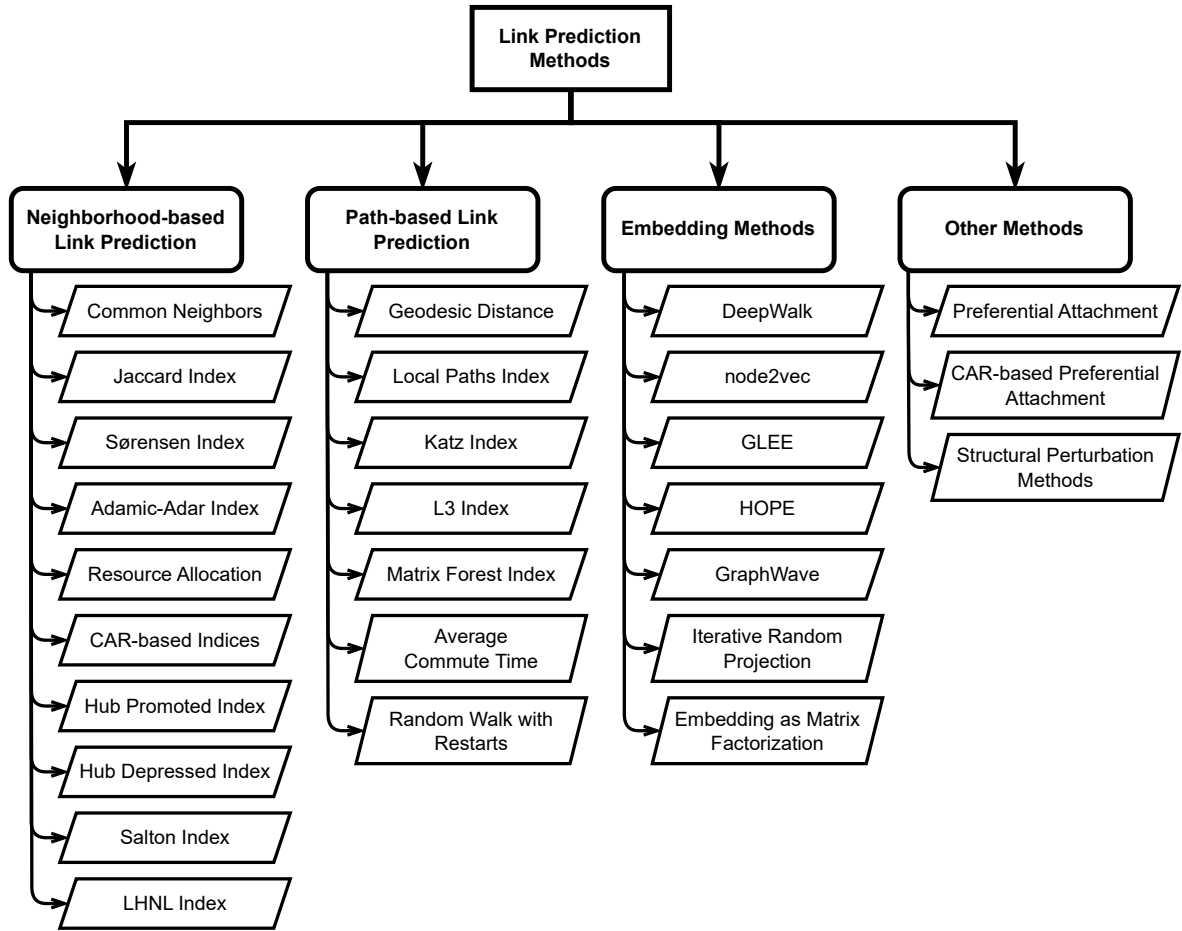 Link Prediction
Methods
Neighborhood-based
Link Prediction
Common Neighbors
Jaccard Index
Sørensen Index
Adamic-Adar Index
Resource Allocation
CAR-based Indices
Hub Promoted Index
Hub Depressed Index
Salton Index
LHNL Index
Path-based Link
Prediction
Geodesic Distance
Local Paths Index
Katz Index
L3 Index
Matrix Forest Index
Average
Commute Time
Random Walk with
Restarts
Embedding Methods
DeepWalk
node2vec
GLEE
HOPE
GraphWave
Iterative Random
Projection
Embedding as Matrix
Factorization
Other Methods
Preferential Attachment
CAR-based Preferential
Attachment
Structural Perturbation
Methods